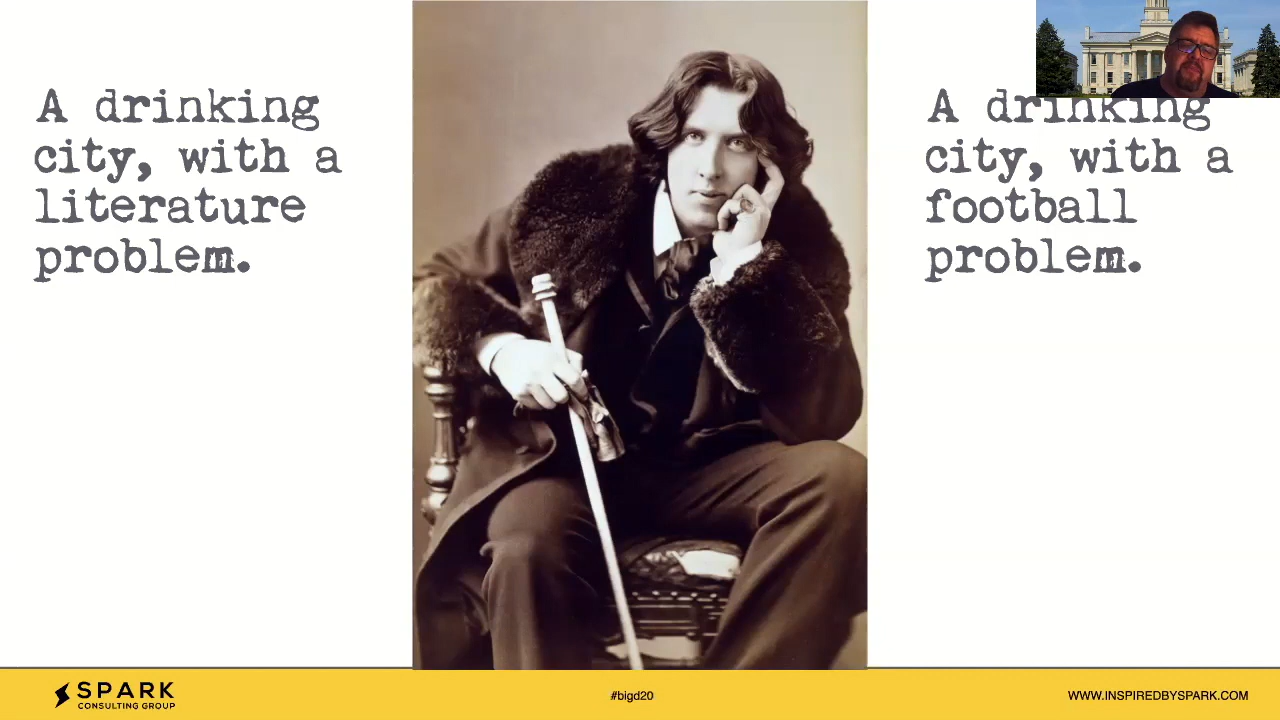 A drinking
city, with a
literature
problem.
A drinking
city, with a
football
problem.
SPARK
CONSULTING GROUP
#bigd20
WWW.INSPIREDBYSPARK.COM